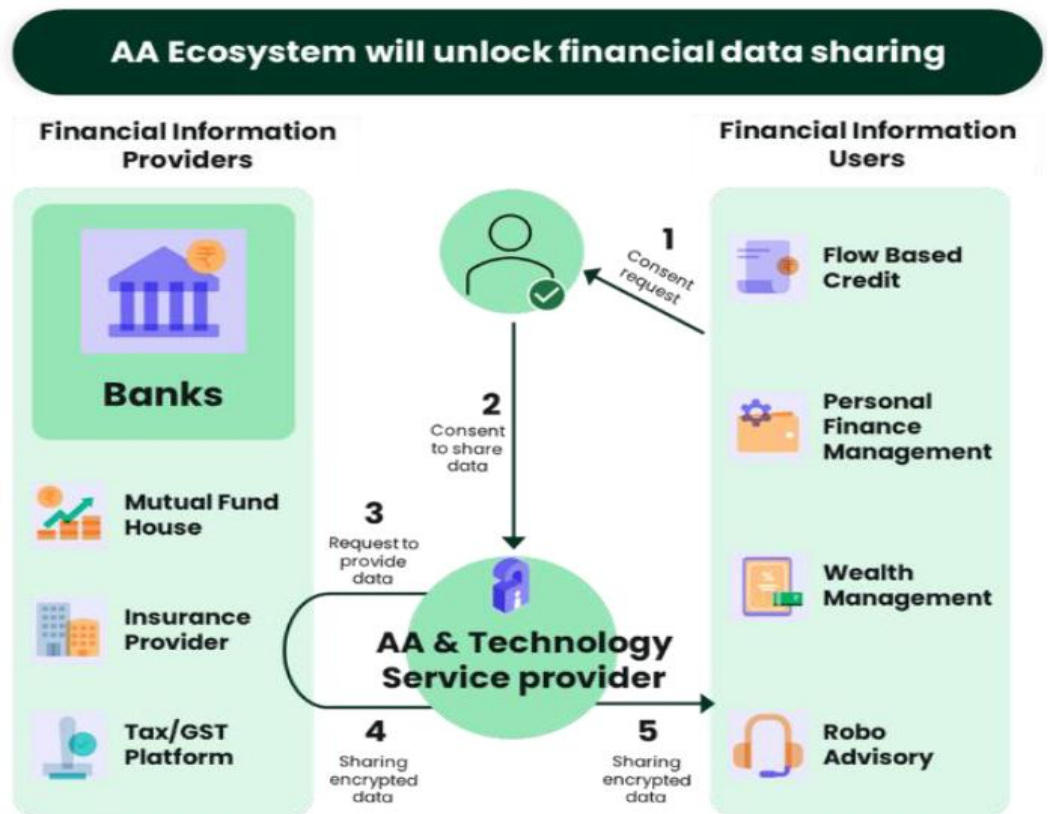 AA Ecosystem will unlock financial data sharing
Financial Information
Providers
Banks
Mutual Fund
House
Insurance
Provider
Tax/GST
Platform
1
Consent
request
2
Consent
to share
data
3
Request to
provide
data
AA & Technology
Service provider
4
Sharing
encrypted
data
5
Sharing
encrypted
data
Financial Information
Users
Flow Based
Credit
Personal
Finance
Management
Wealth
Management
Robo
Advisory